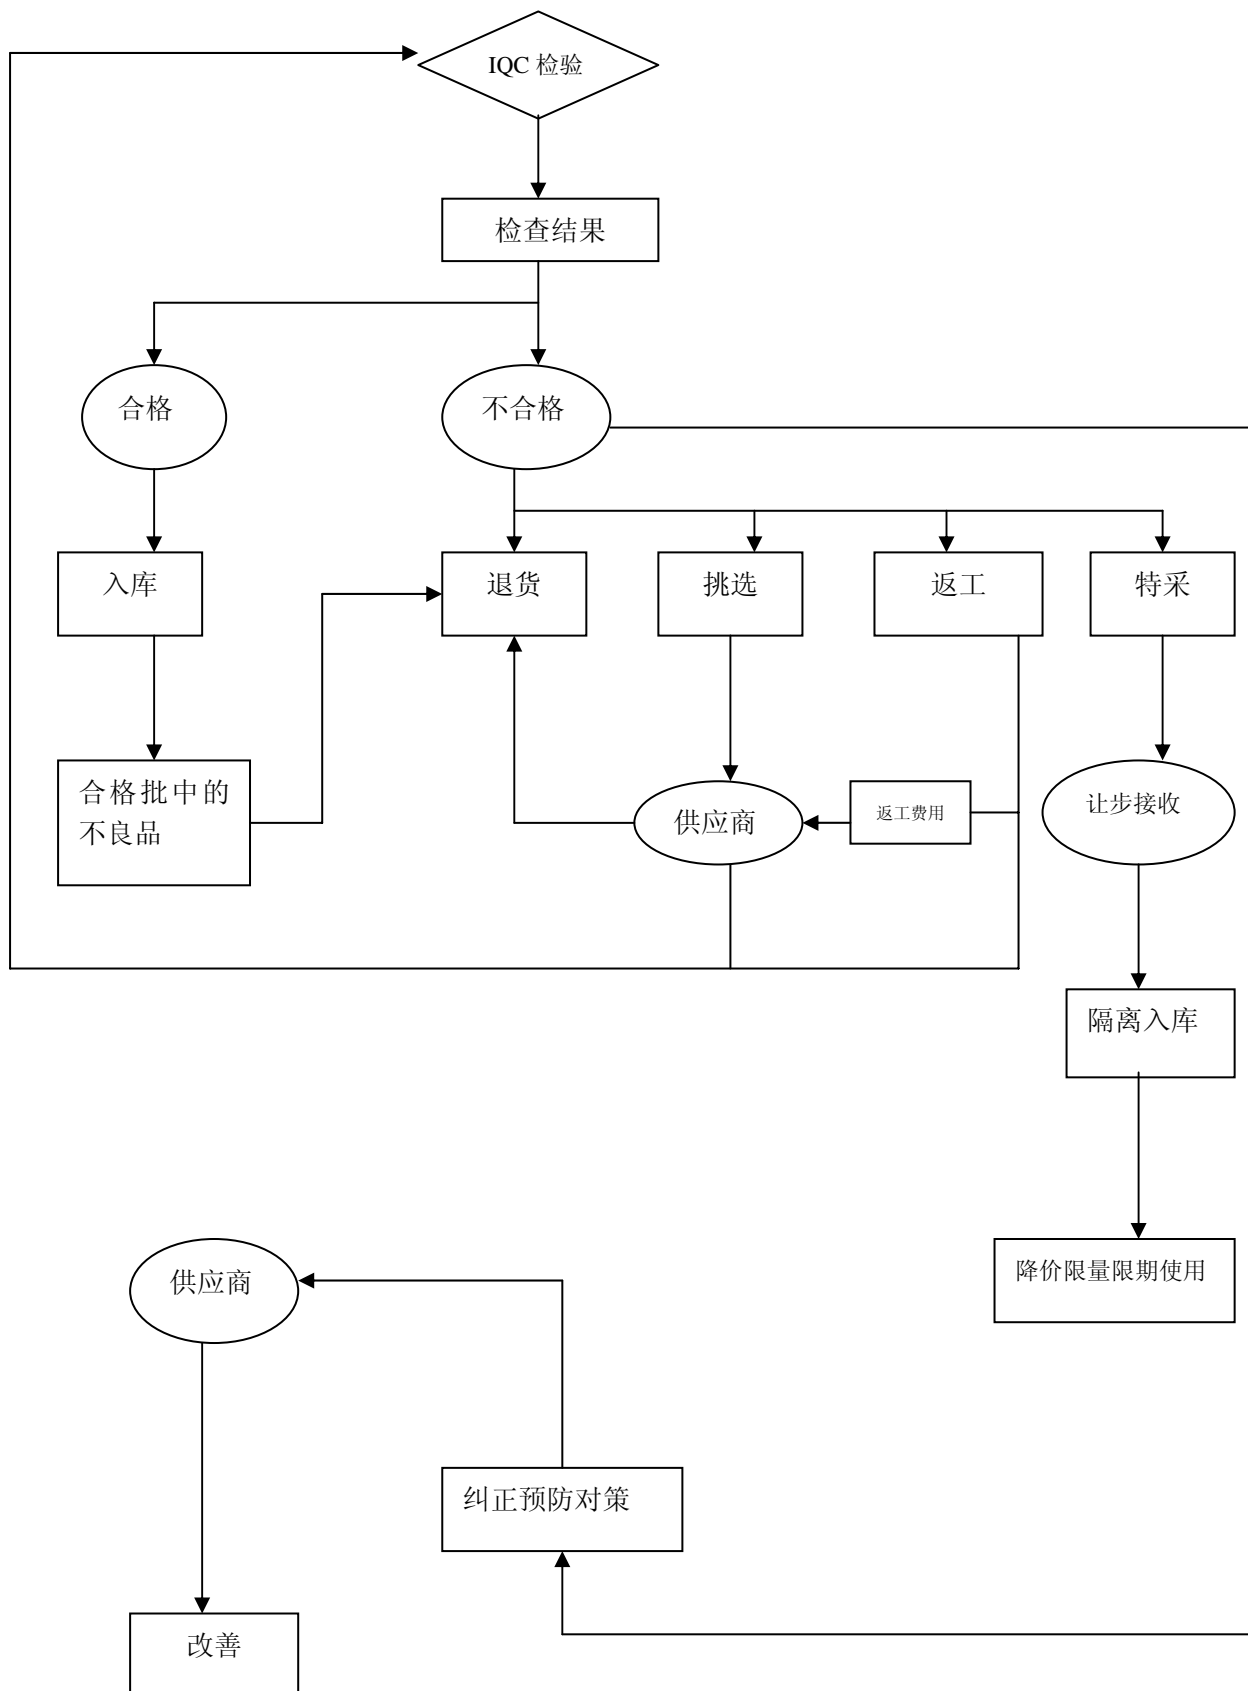 IQC 检验
检查结果
合格
不合格
入库
退货
挑选
返工
特采
合格批中的
不良品
供应商
返工费用
让步接收
隔离入库
供应商
降价限量限期使用
纠正预防对策
改善